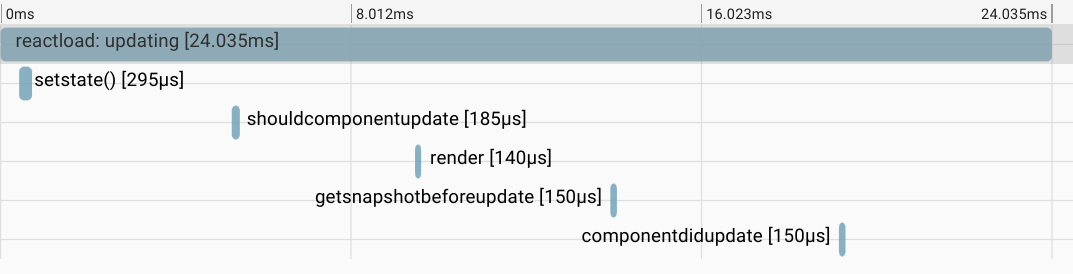 0ms 8.012ms 16.023ms 24.035ms
reactload: updating [24.035ms]
setstate() [295μs]
shouldcomponentupdate [185μs]
render [140μs]
getsnapshotbeforeupdate [150μs]
componentdidupdate [150μs]